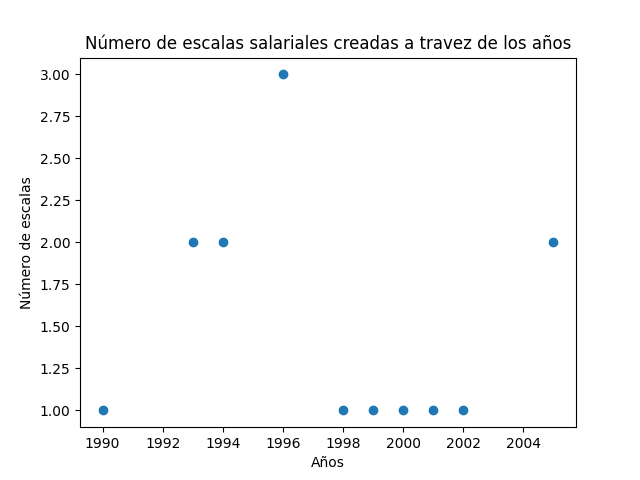 Número de escalas salariales creadas a travez de los años
3.00
2.75
2.50
2.25
2.00
1.75
1.50
1.25
1.00
Número de escalas
1990 1992 1994 1996 1998 2000 2002 2004
Años